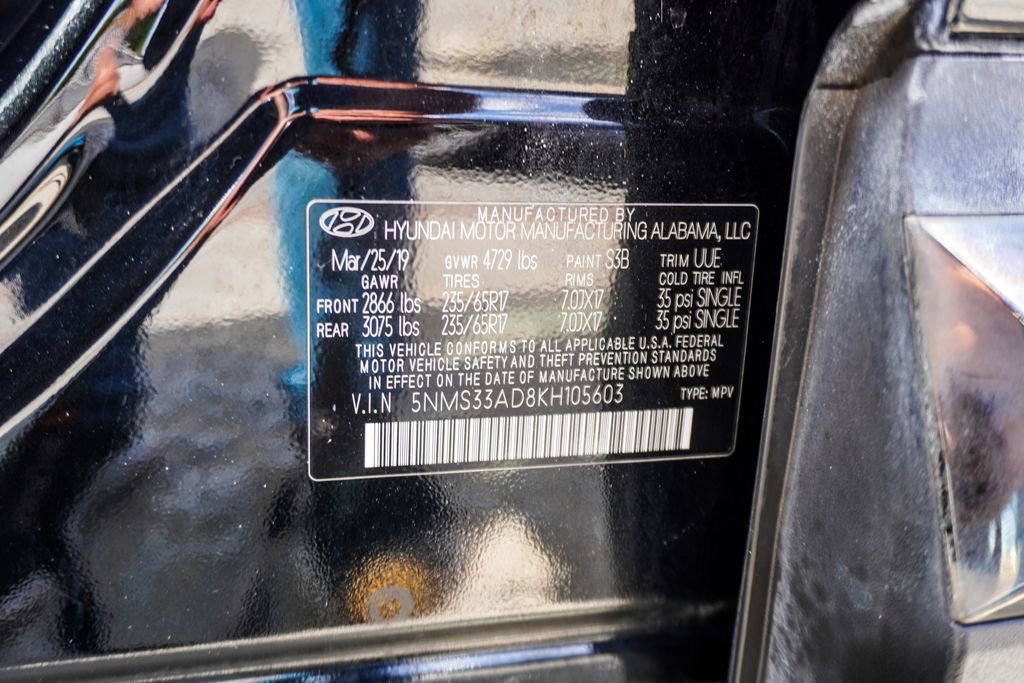 MANUFACTURED BY
HYUNDAI MOTOR MANUFACTURING ALABAMA, LLC
Mar/25/19 GVWR 4729 lbs PAINT S3B TRIM UUE
GAWR TIRES RIMS COLD TIRE INFL
FRONT 2866 lbs 235/65R17 7.0JX17 35 psi SINGLE
REAR 3075 lbs 235/65R17 7.0JX17 35 psi SINGLE
THIS VEHICLE CONFORMS TO ALL APPLICABLE U.S.A. FEDERAL
MOTOR VEHICLE SAFETY AND THEFT PREVENTION STANDARDS
IN EFFECT ON THE DATE OF MANUFACTURE SHOWN ABOVE
V.I.N 5NMS33AD8KH105603 TYPE: MPV